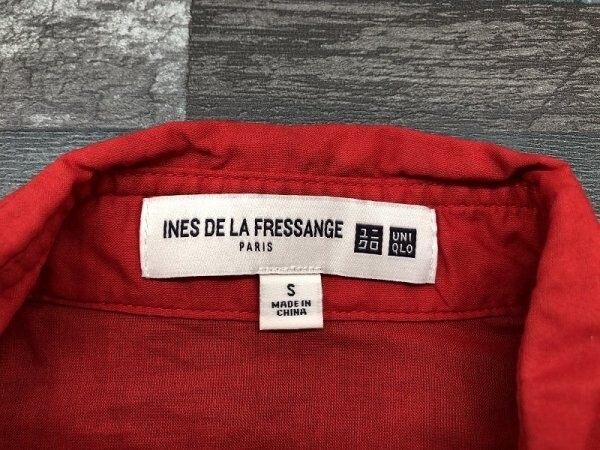 INES DE LA FRESSANGE
PARIS
ユニ
クロ
UNI
QLO
S
MADE IN
CHINA